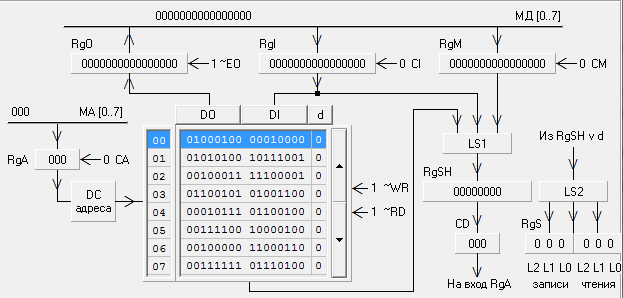 0000000000000000 МД [0..7]
RgO RgI RgM
0000000000000000 1 ~EO 0000000000000000 0 CI 0000000000000000 0 CM
000 МА [0..7]
DO DI d
RgA 000 0 CA
DC адреса
00 01000100 00010000 0
01 01010100 10111001 0
02 00100011 11100001 0
03 01100101 01001100 0
04 00010111 01100100 0
05 00111100 10000100 0
06 00100000 11000110 0
07 00111111 01110100 0
1 ~WR
1 ~RD
LS1
RgSH
00000000
CD
000
На вход RgA
Из RgSH v d
LS2
RgS
0 0 0 0 0 0
L2 L1 L0 L2 L1 L0
записи чтения